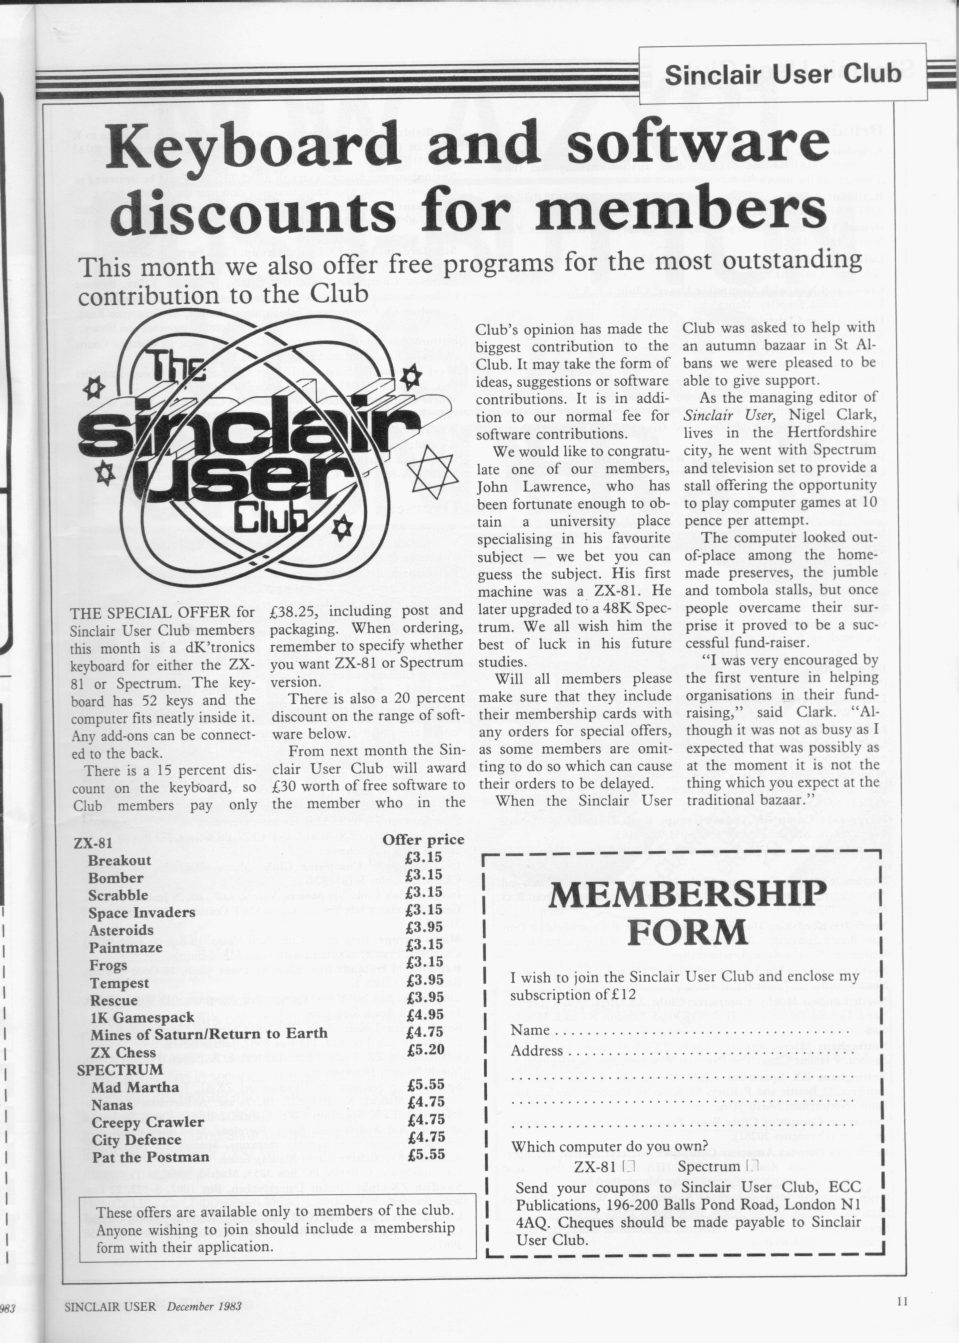 Sinclair User Club
Keyboard and software
discounts for members
This month we also offer free programs for the most outstanding
contribution to the Club
The
sinclair
user
Club
THE SPECIAL OFFER for
Sinclair User Club members
this month is a dK'tronics
keyboard for either the ZX-
81 or Spectrum. The key-
board has 52 keys and the
computer fits neatly inside it.
Any add-ons can be connect-
ed to the back.
There is a 15 percent dis-
count on the keyboard, so
Club members pay only
£38.25, including post and
packaging. When ordering,
remember to specify whether
you want ZX-81 or Spectrum
version.
There is also a 20 percent
discount on the range of soft-
ware below.
From next month the Sin-
clair User Club will award
£30 worth of free software to
the member who in the
Club's opinion has made the
biggest contribution to the
Club. It may take the form of
ideas, suggestions or software
contributions. It is in addi-
tion to our normal fee for
software contributions.
We would like to congratu-
late one of our members,
John Lawrence, who has
been fortunate enough to ob-
tain a university place
specialising in his favourite
subject — we bet you can
guess the subject. His first
machine was a ZX-81. He
later upgraded to a 48K Spec-
trum. We all wish him the
best of luck in his future
studies.
Will all members please
make sure that they include
their membership cards with
any orders for special offers,
as some members are omit-
ting to do so which can cause
their orders to be delayed.
When the Sinclair User
Club was asked to help with
an autumn bazaar in St Al-
bans we were pleased to be
able to give support.
As the managing editor of
Sinclair User, Nigel Clark,
lives in the Hertfordshire
city, he went with Spectrum
and television set to provide a
stall offering the opportunity
to play computer games at 10
pence per attempt.
The computer looked out-
of-place among the home-
made preserves, the jumble
and tombola stalls, but once
people overcame their sur-
prise it proved to be a suc-
cessful fund-raiser.
"I was very encouraged by
the first venture in helping
organisations in their fund-
raising," said Clark. "Al-
though it was not as busy as I
expected that was possibly as
at the moment it is not the
thing which you expect at the
traditional bazaar."
ZX-81 Offer price
Breakout £3.15
Bomber £3.15
Scrabble £3.15
Space Invaders £3.15
Asteroids £3.95
Paintmaze £3.15
Frogs £3.15
Tempest £3.95
Rescue £3.95
1K Gamespack £4.95
Mines of Saturn/Return to Earth £4.75
ZX Chess £5.20
SPECTRUM
Mad Martha £5.55
Nanas £4.75
Creepy Crawler £4.75
City Defence £4.75
Pat the Postman £5.55
These offers are available only to members of the club.
Anyone wishing to join should include a membership
form with their application.
MEMBERSHIP
FORM
I wish to join the Sinclair User Club and enclose my
subscription of £12
Name
Address
Which computer do you own?
ZX-81 Spectrum
Send your coupons to Sinclair User Club, ECC
Publications, 196-200 Balls Pond Road, London N1
4AQ. Cheques should be made payable to Sinclair
User Club.
983
SINCLAIR USER December 1983
11